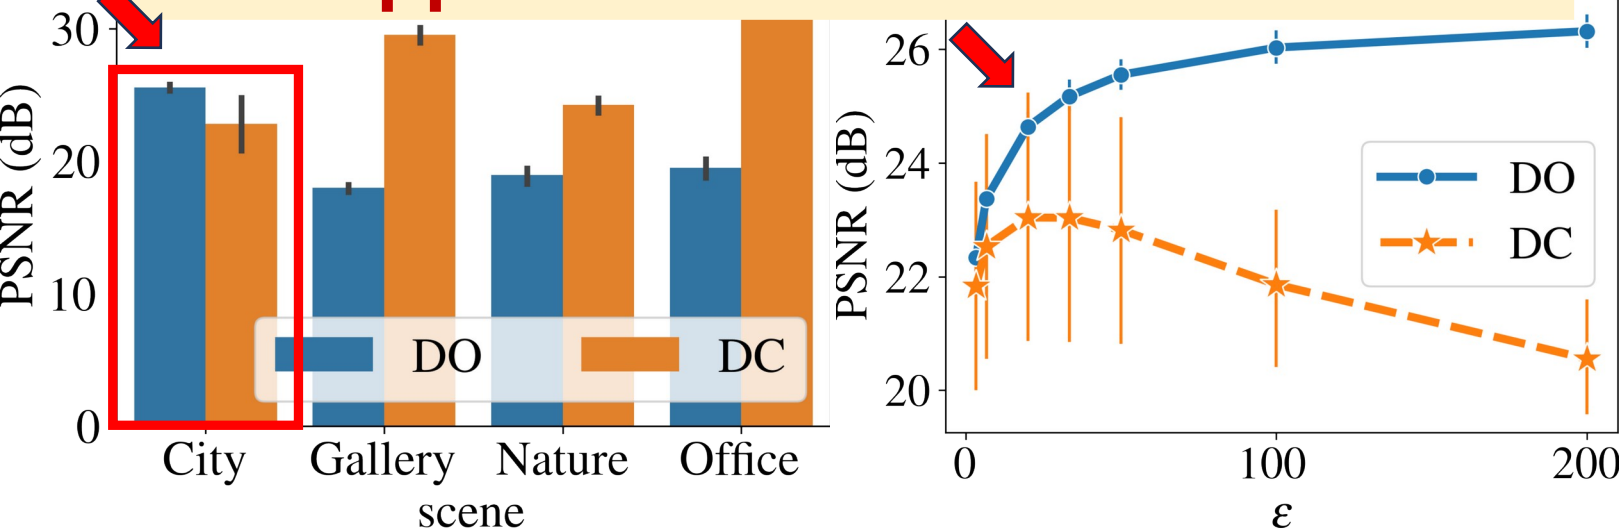 30
20
10
0
PSNR (dB)
DO
DC
City
Gallery
Nature
Office
scene
26
24
22
20
PSNR (dB)
DO
DC
0
100
200
ε